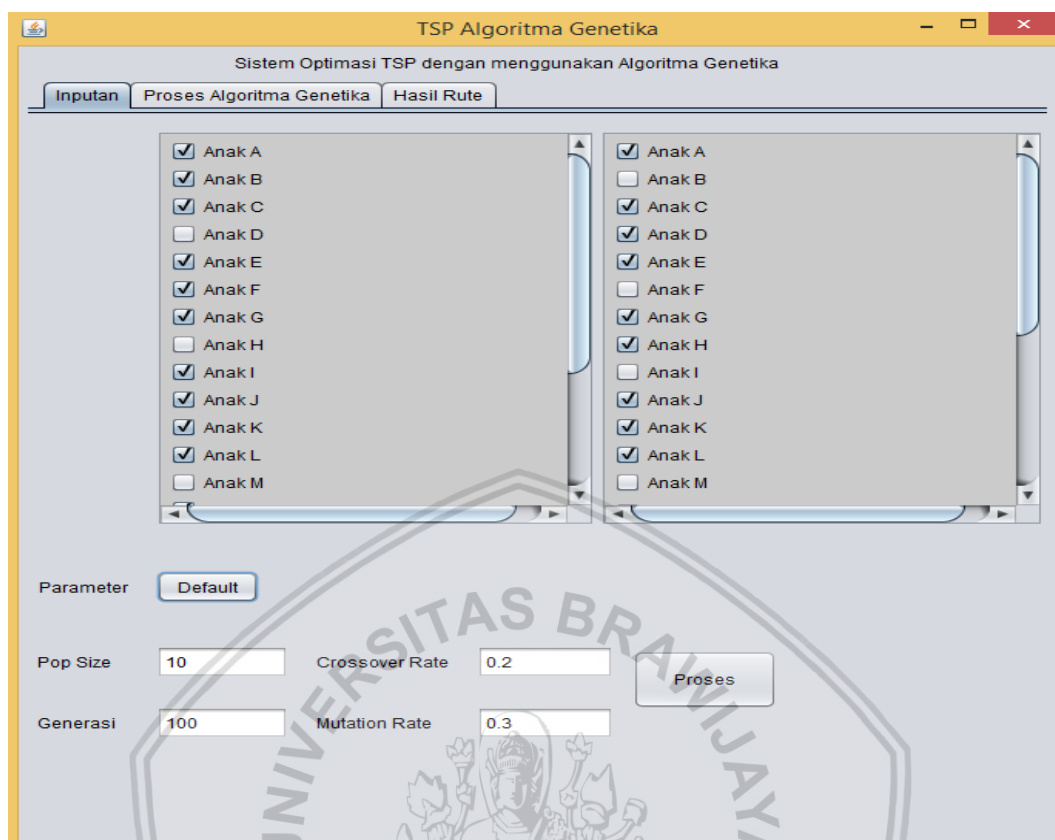 TSP Algoritma Genetika
Sistem Optimasi TSP dengan menggunakan Algoritma Genetika
Inputan Proses Algoritma Genetika Hasil Rute
Anak A
Anak B
Anak C
Anak D
Anak E
Anak F
Anak G
Anak H
Anak I
Anak J
Anak K
Anak L
Anak M
Anak A
Anak B
Anak C
Anak D
Anak E
Anak F
Anak G
Anak H
Anak I
Anak J
Anak K
Anak L
Anak M
Parameter Default
Pop Size 10 Crossover Rate 0.2
Proses
Generasi 100 Mutation Rate 0.3
UNIVERSITAS BRAWIJAYA